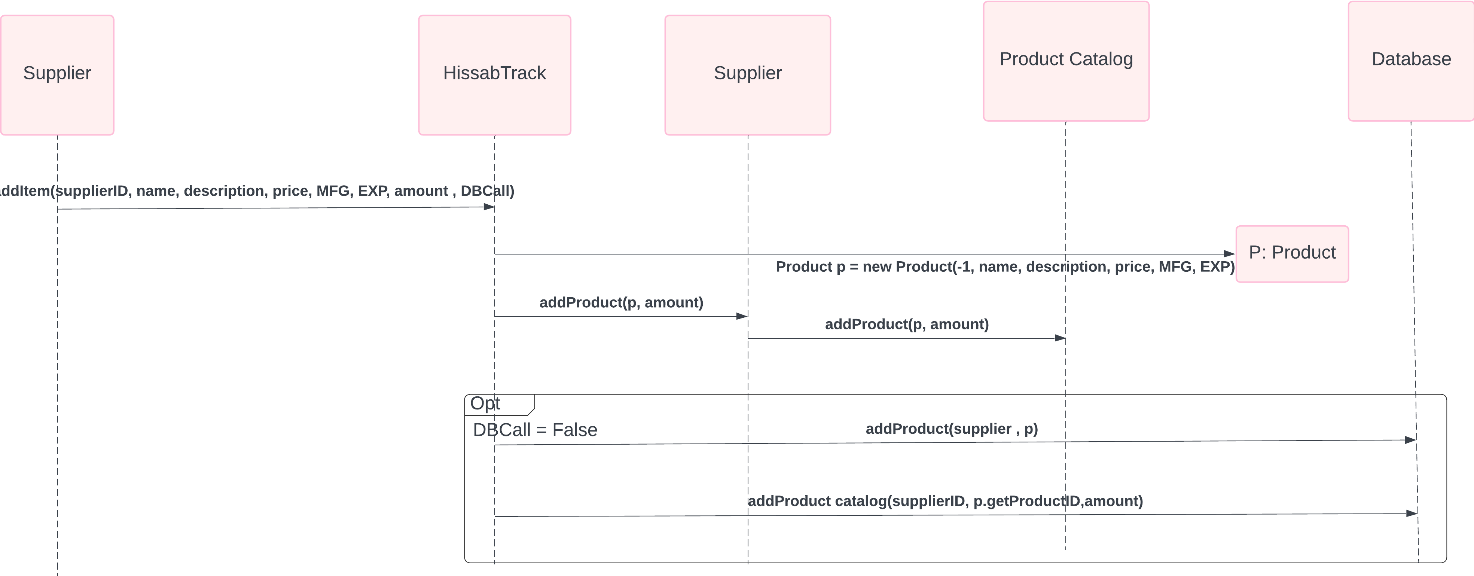 Supplier
HissabTrack
Supplier
Product Catalog
Database
ddItem(supplierID, name, description, price, MFG, EXP, amount , DBCall)
P: Product
Product p = new Product(-1, name, description, price, MFG, EXP)
addProduct(p, amount)
addProduct(p, amount)
Opt
DBCall = False
addProduct(supplier , p)
addProduct catalog(supplierID, p.getProductID,amount)